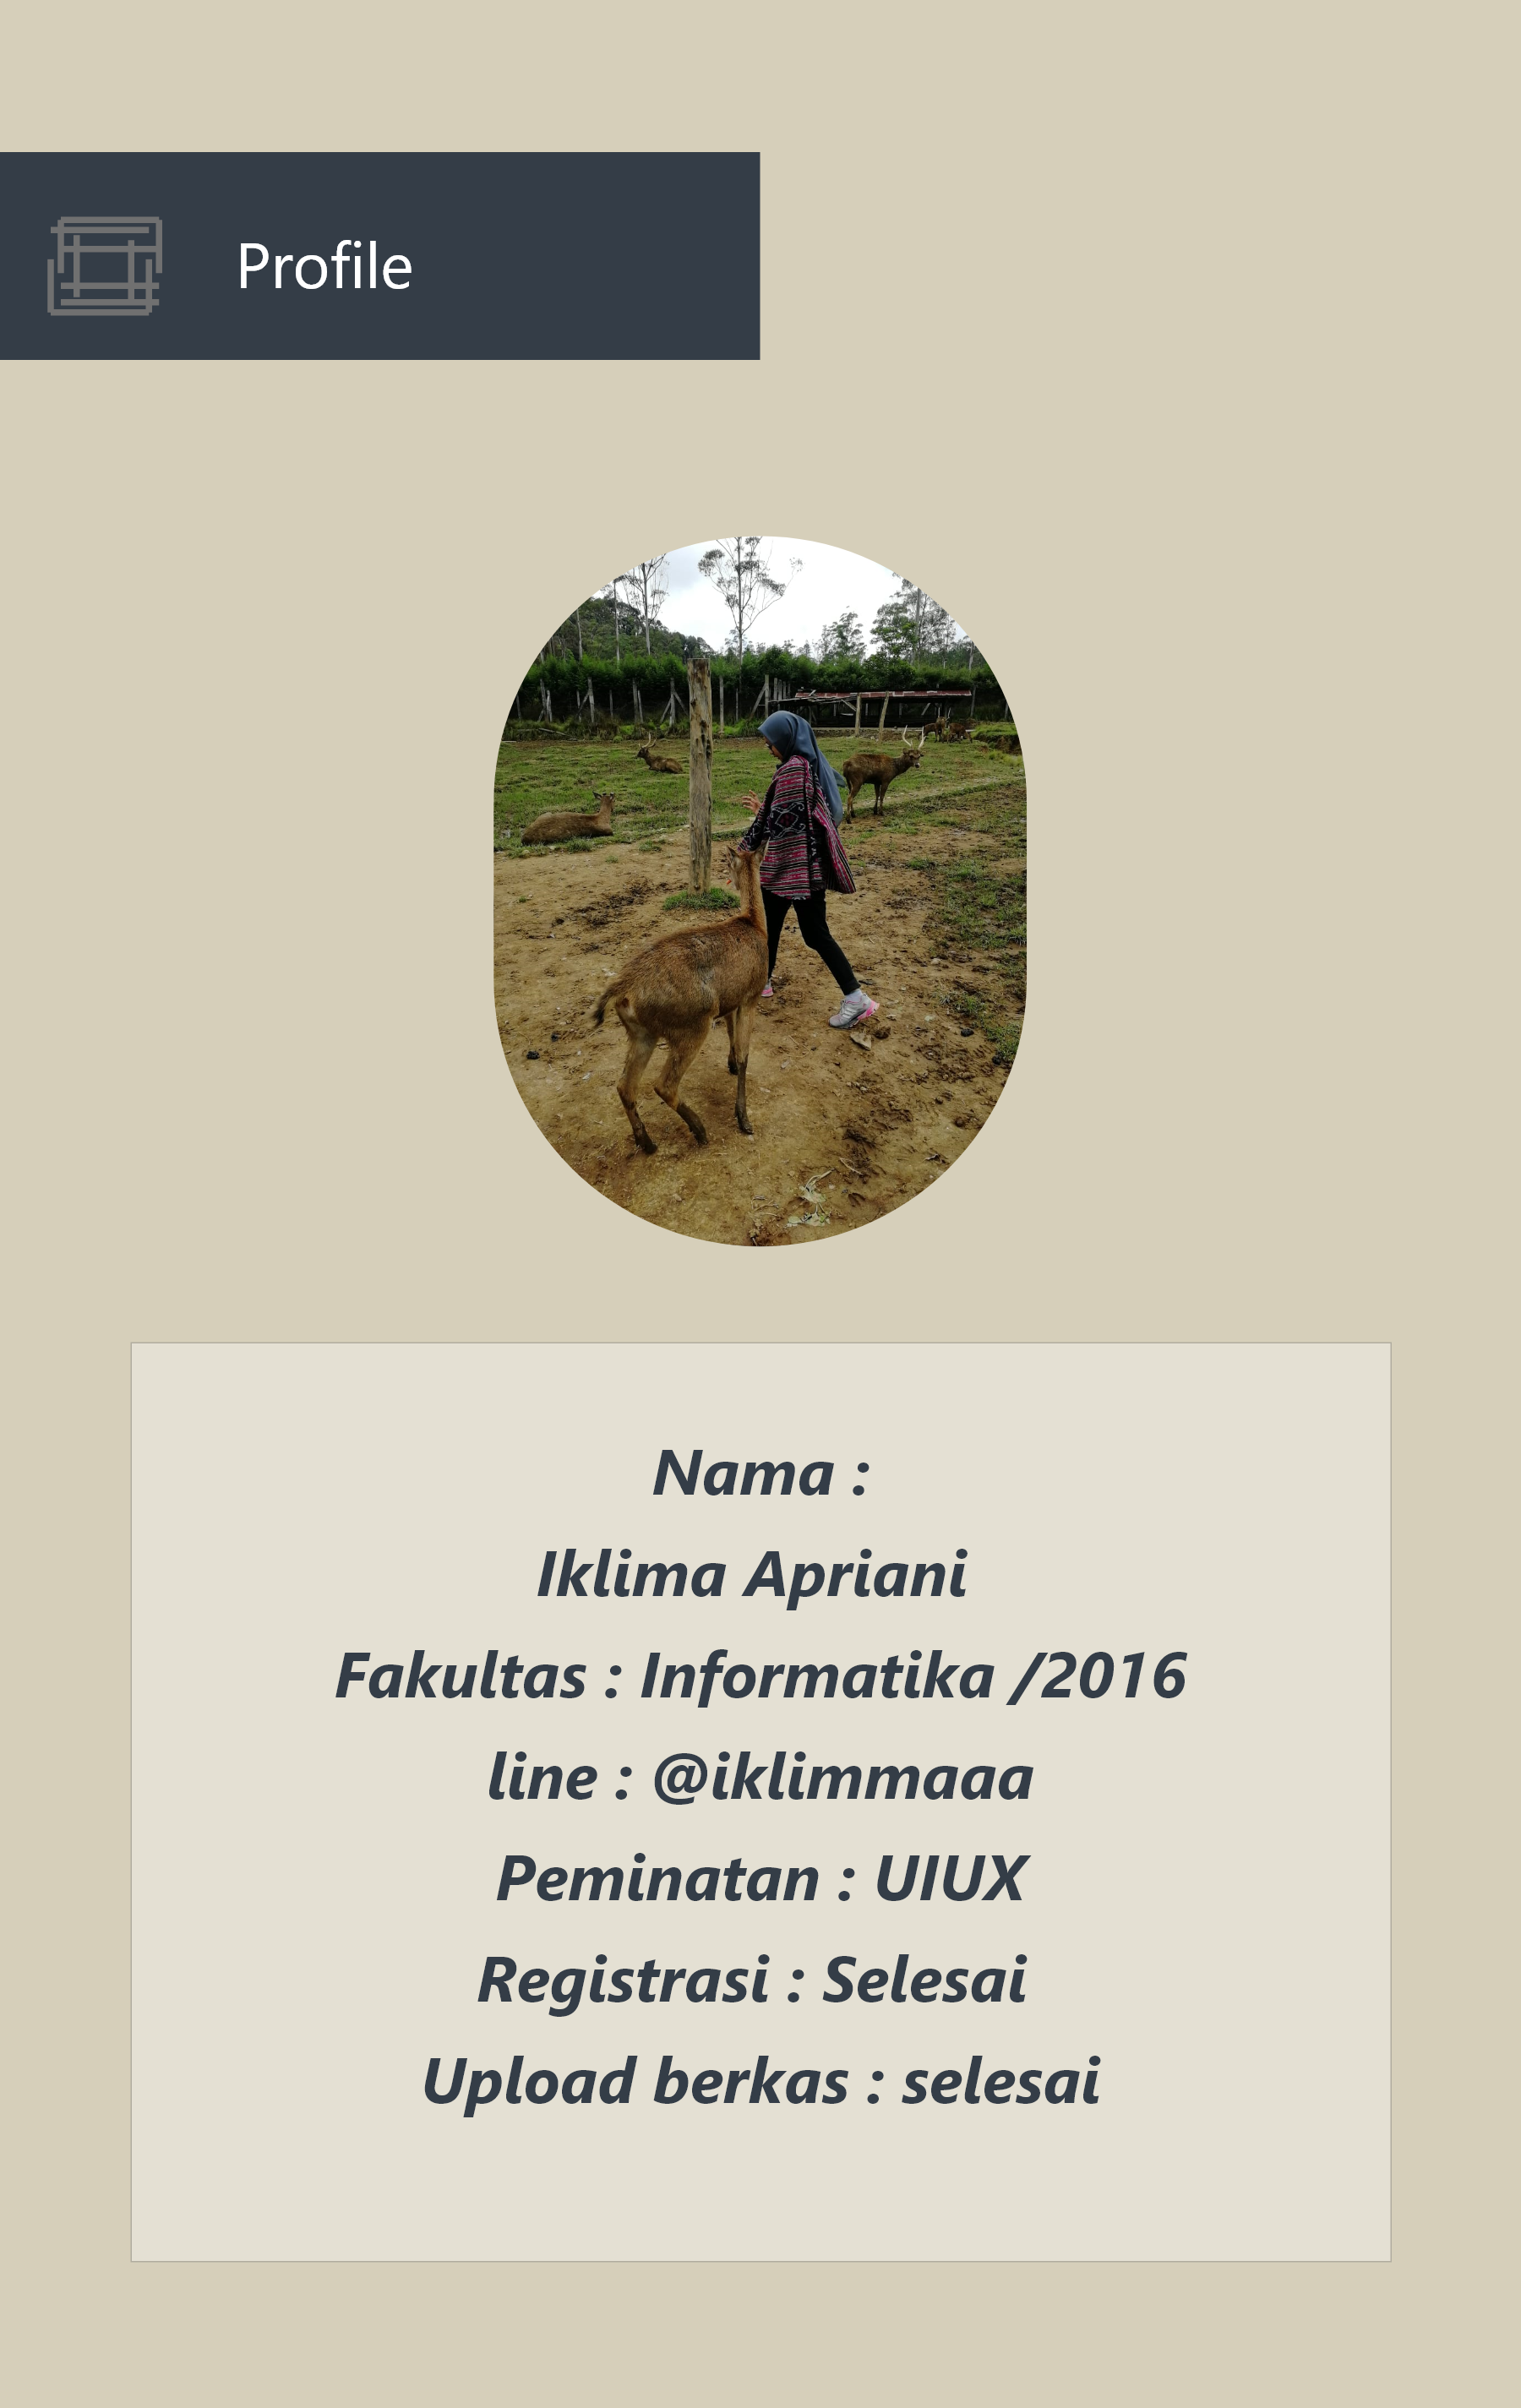 Profile
Nama :
Iklima Apriani
Fakultas : Informatika /2016
line : @iklimmaaa
Peminatan : UIUX
Registrasi : Selesai
Upload berkas : selesai